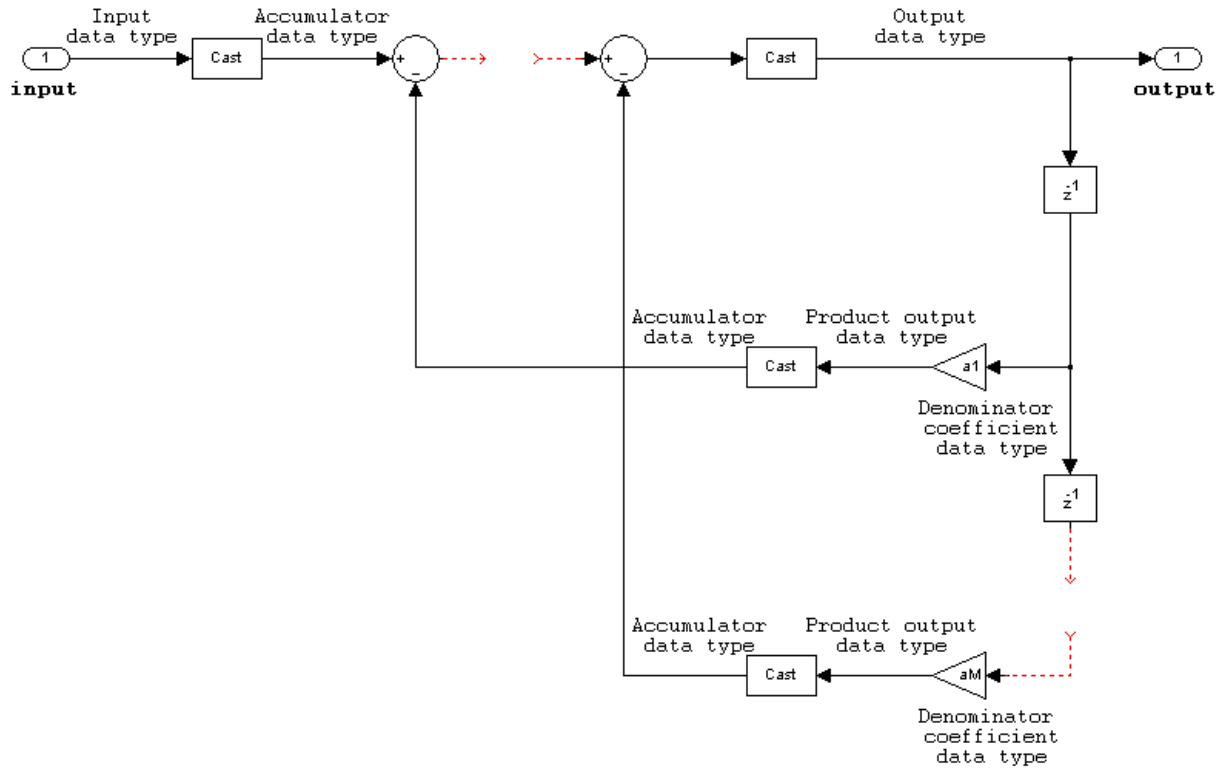 Input
data type
Accumulator
data type
Output
data type
1
Cast
+
-
+
-
Cast
1
input
output
z-1
Accumulator
data type
Product output
data type
Cast
a1
Denominator
coefficient
data type
z-1
Accumulator
data type
Product output
data type
Cast
aM
Denominator
coefficient
data type